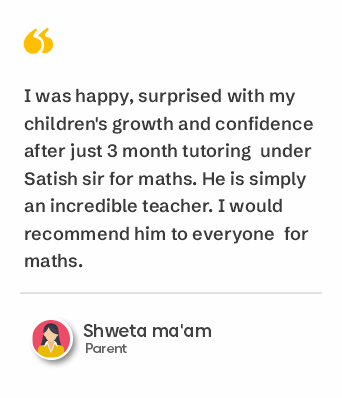 I was happy, surprised with my
children's growth and confidence
after just 3 month tutoring  under
Satish sir for maths. He is simply
an incredible teacher. I would
recommend him to everyone  for
maths.
Shweta ma'am
Parent